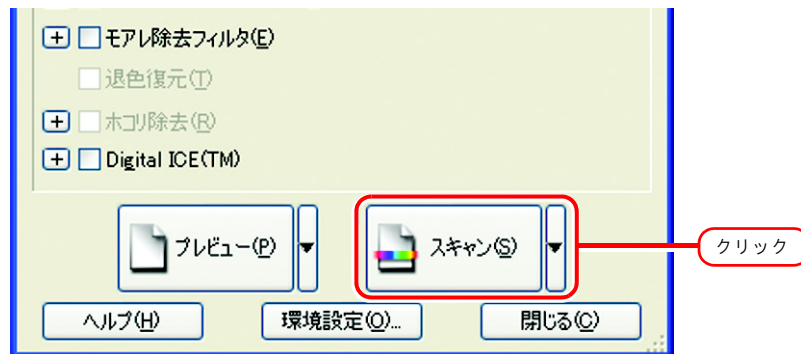 モアレ除去フィルタ(E)
退色復元(T)
ホコリ除去(R)
Digital ICE(TM)
プレビュー(P)
スキャン(S)
クリック
ヘルプ(H)
環境設定(O)...
閉じる(C)